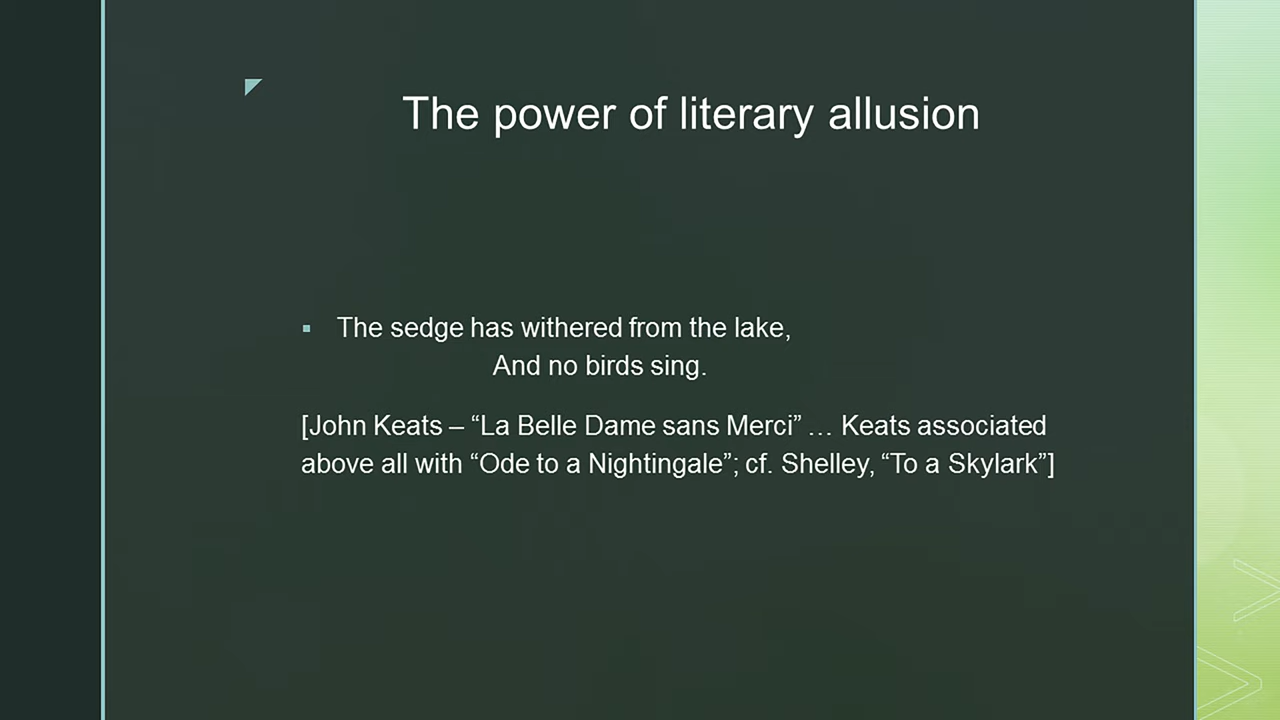 The power of literary allusion
▪ The sedge has withered from the lake,
And no birds sing.
[John Keats – “La Belle Dame sans Merci” … Keats associated
above all with “Ode to a Nightingale”; cf. Shelley, “To a Skylark”]